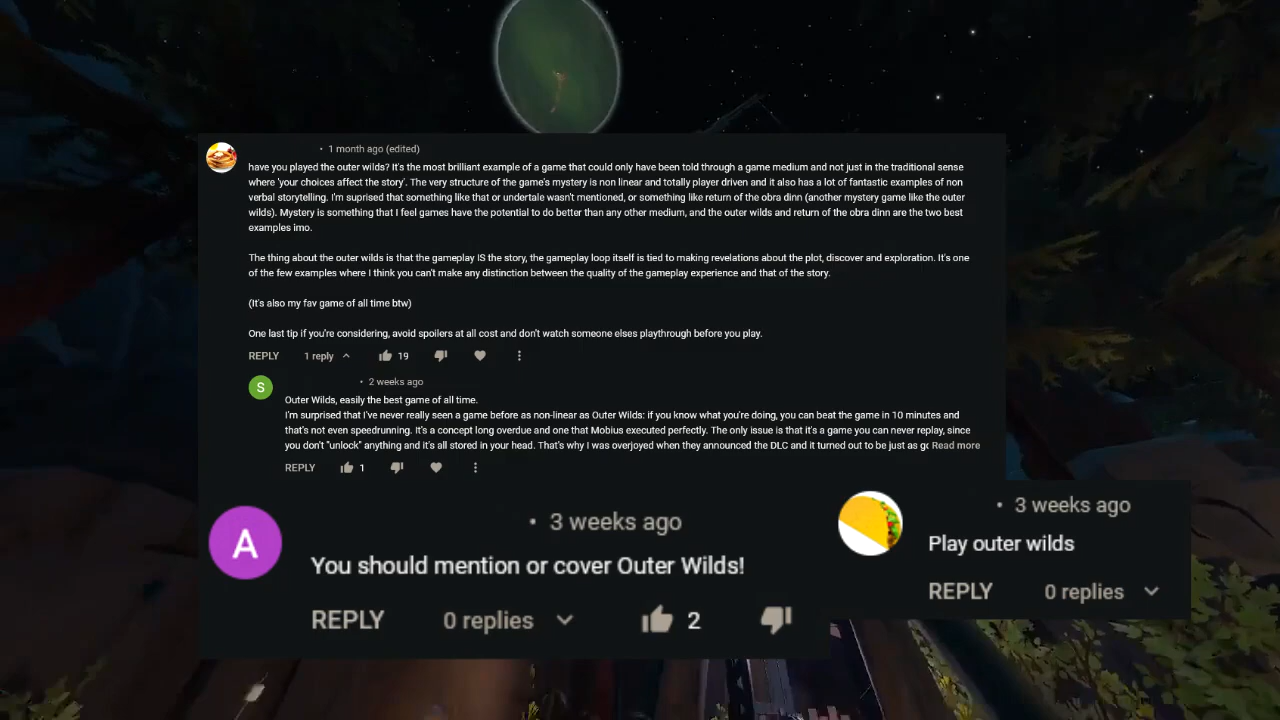 • 1 month ago (edited)
have you played the outer wilds? It's the most brilliant example of a game that could only have been told through a game medium and not just in the traditional sense
where 'your choices affect the story'. The very structure of the game's mystery is non linear and totally player driven and it also has a lot of fantastic examples of non
verbal storytelling. I'm suprised that something like that or undertale wasn't mentioned, or something like return of the obra dinn (another mystery game like the outer
wilds). Mystery is something that I feel games have the potential to do better than any other medium, and the outer wilds and return of the obra dinn are the two best
examples imo.
The thing about the outer wilds is that the gameplay IS the story, the gameplay loop itself is tied to making revelations about the plot, discover and exploration. It's one
of the few examples where I think you can't make any distinction between the quality of the gameplay experience and that of the story.
(It's also my fav game of all time btw)
One last tip if you're considering, avoid spoilers at all cost and don't watch someone elses playthrough before you play.
REPLY 1 reply 19
S
• 2 weeks ago
Outer Wilds, easily the best game of all time.
I'm surprised that I've never really seen a game before as non-linear as Outer Wilds: if you know what you're doing, you can beat the game in 10 minutes and
that's not even speedrunning. It's a concept long overdue and one that Mobius executed perfectly. The only issue is that it's a game you can never replay, since
you don't "unlock" anything and it's all stored in your head. That's why I was overjoyed when they announced the DLC and it turned out to be just as Read more
REPLY 1
A
• 3 weeks ago
You should mention or cover Outer Wilds!
REPLY 0 replies 2
• 3 weeks ago
Play outer wilds
REPLY 0 replies